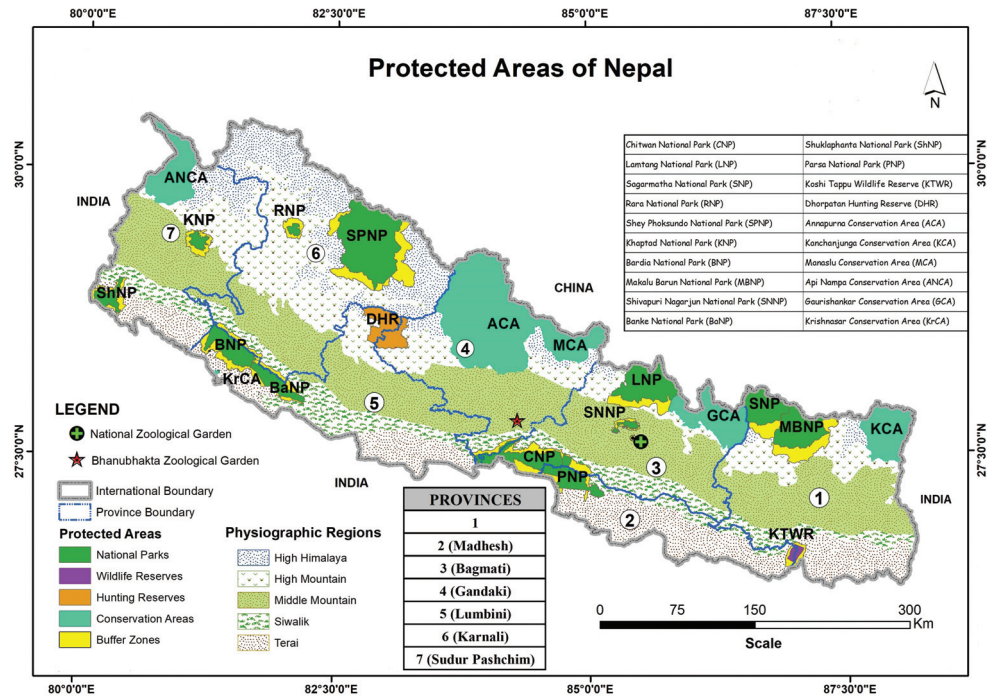 80°0'0"E
82°30'0"E
85°0'0"E
87°30'0"E
Protected Areas of Nepal
N
30°0'0"N
30°0'0"N
Chitwan National Park (CNP) Shuklaphanta National Park (ShNP)
Lamtang National Park (LNP) Parsa National Park (PNP)
Sagarmatha National Park (SNP) Koshi Tappu Wildlife Reserve (KTWR)
Rara National Park (RNP) Dhorpatan Hunting Reserve (DHR)
Shey Phoksundo National Park (SPNP) Annapurna Conservation Area (ACA)
Khaptad National Park (KNP) Kanchanjunga Conservation Area (KCA)
Bardia National Park (BNP) Manaslu Conservation Area (MCA)
Makalu Barun National Park (MBNP) Api Nampa Conservation Area (ANCA)
Shivapuri Nagarjun National Park (SNNP) Gaurishankar Conservation Area (GCA)
Banke National Park (BaNP) Krishnasar Conservation Area (KrCA)
ANCA
INDIA
KNP
RNP
7
6
SPNP
CHINA
ShNP
DHR
ACA
4
MCA
BNP
KrCA
BaNP
5
LNP
SNNP
GCA
SNP
MBNP
KCA
CNP
PNP
3
2
1
KTWR
INDIA
INDIA
27°30'0"N
27°30'0"N
LEGEND
National Zoological Garden
Bhanubhakta Zoological Garden
International Boundary
Province Boundary
Protected Areas
National Parks
Wildlife Reserves
Hunting Reserves
Conservation Areas
Buffer Zones
Physiographic Regions
High Himalaya
High Mountain
Middle Mountain
Siwalik
Terai
PROVINCES
1
2 (Madhesh)
3 (Bagmati)
4 (Gandaki)
5 (Lumbini)
6 (Karnali)
7 (Sudur Pashchim)
0 75 150 300
Km
Scale
80°0'0"E
82°30'0"E
85°0'0"E
87°30'0"E